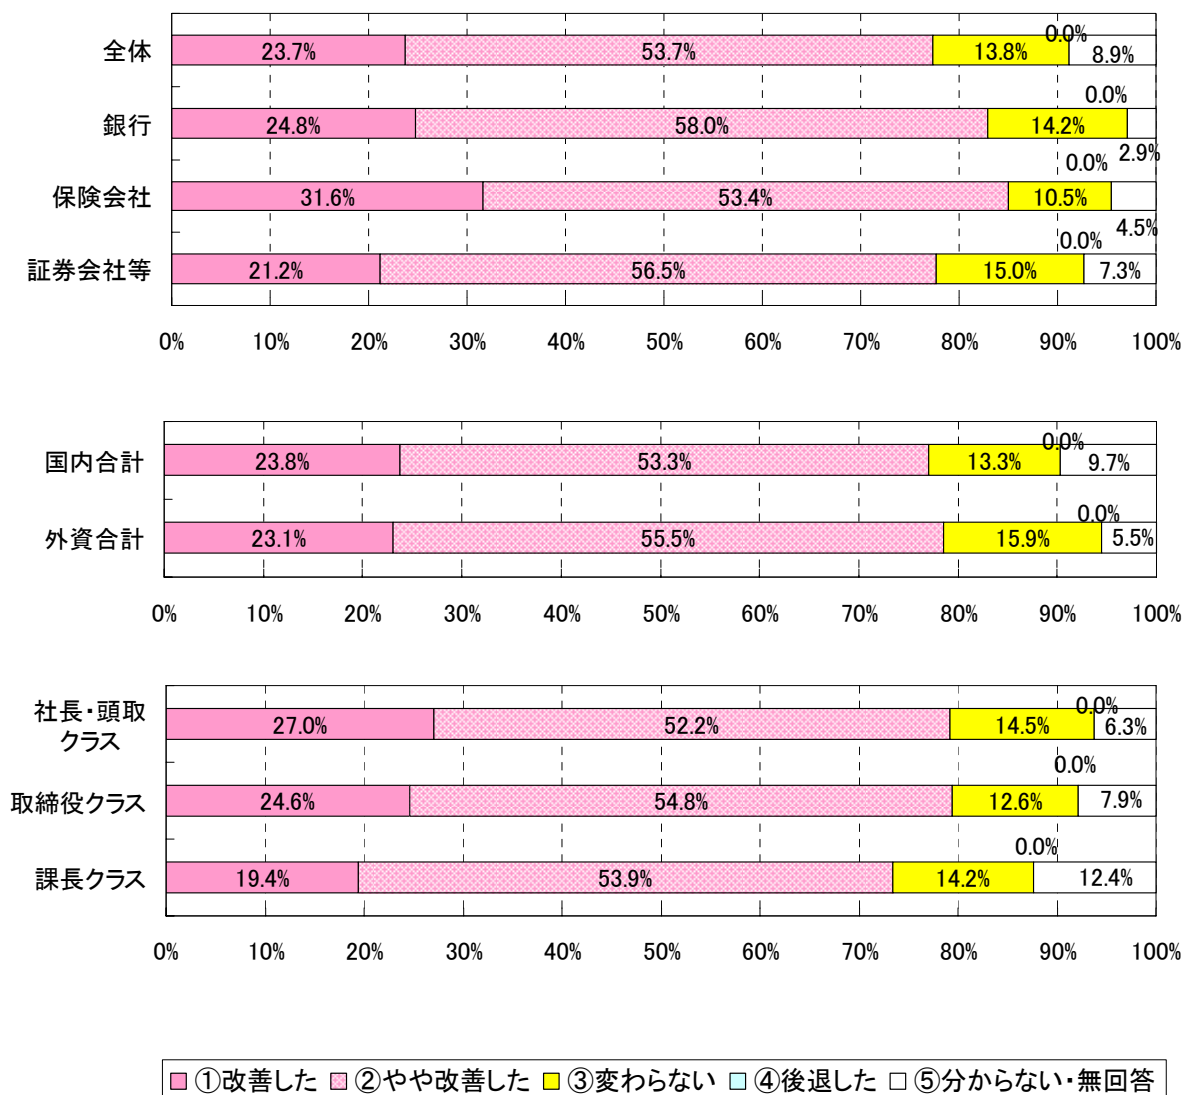 全体 23.7% 53.7% 13.8% 0.0% 8.9%
銀行 24.8% 58.0% 14.2% 0.0% 2.9%
保険会社 31.6% 53.4% 10.5% 0.0% 4.5%
証券会社等 21.2% 56.5% 15.0% 0.0% 7.3%
0% 10% 20% 30% 40% 50% 60% 70% 80% 90% 100%
国内合計 23.8% 53.3% 13.3% 0.0% 9.7%
外資合計 23.1% 55.5% 15.9% 0.0% 5.5%
0% 10% 20% 30% 40% 50% 60% 70% 80% 90% 100%
社長・頭取
クラス 27.0% 52.2% 14.5% 0.0% 6.3%
取締役クラス 24.6% 54.8% 12.6% 0.0% 7.9%
課長クラス 19.4% 53.9% 14.2% 0.0% 12.4%
0% 10% 20% 30% 40% 50% 60% 70% 80% 90% 100%
①改善した ②やや改善した ③変わらない ④後退した ⑤分からない・無回答